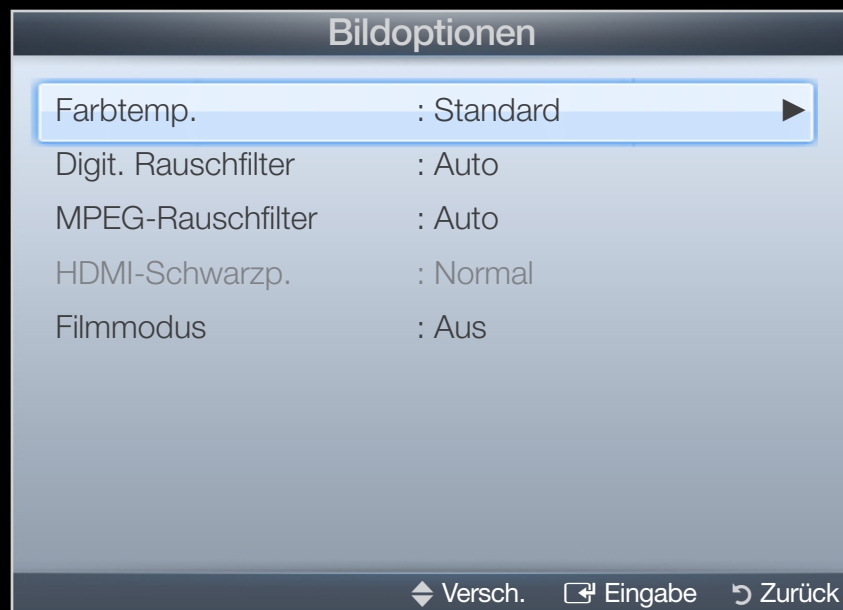 Bildoptionen
Farbtemp. : Standard ►
Digit. Rauschfilter : Auto
MPEG-Rauschfilter : Auto
HDMI-Schwarzp. : Normal
Filmmodus : Aus
Versch. Eingabe Zurück